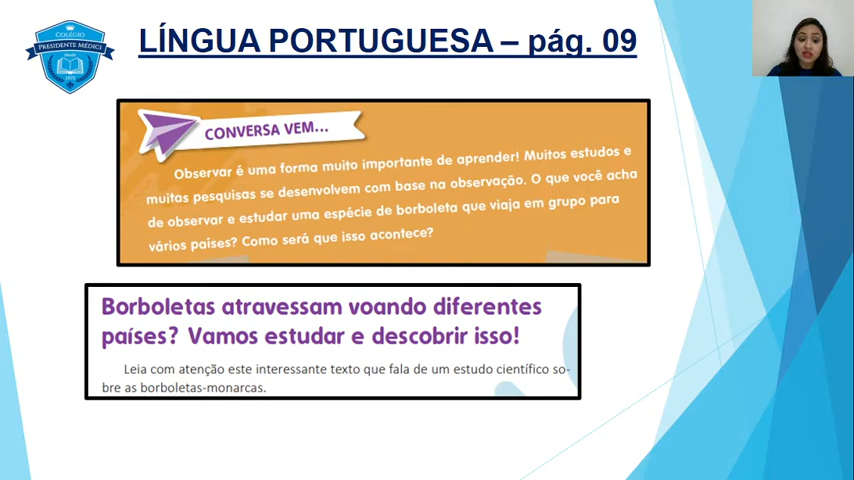 COLÉGIO
PRESIDENTE MÉDICI
LÍNGUA PORTUGUESA – pág. 09
CONVERSA VEM...
Observar é uma forma muito importante de aprender! Muitos estudos e
muitas pesquisas se desenvolvem com base na observação. O que você acha
de observar e estudar uma espécie de borboleta que viaja em grupo para
vários países? Como será que isso acontece?
Borboletas atravessam voando diferentes
países? Vamos estudar e descobrir isso!
Leia com atenção este interessante texto que fala de um estudo científico so-
bre as borboletas-monarcas.